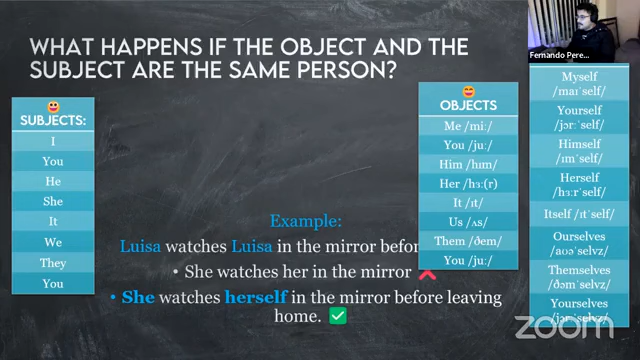 WHAT HAPPENS IF THE OBJECT AND THE
SUBJECT ARE THE SAME PERSON?
Fernando Pere...
SUBJECTS:
I
You
He
She
It
We
They
You
OBJECTS
Me /miː/
You /juː/
Him /hɪm/
Her /hɜː(r)
It /ɪt/
Us /ʌs/
Them /ðem/
You /juː/
Myself
/maɪˈself/
Yourself
/jɔːrˈself/
Himself
/ɪmˈself/
Herself
/hɜːrˈself/
Itself /ɪtˈself/
Ourselves
/aʊəˈselvz/
Themselves
/ðəmˈselvz/
Yourselves
Example:
Luisa watches Luisa in the mirror befor
• She watches her in the mirror
• She watches herself in the mirror before leaving
home.
zoom